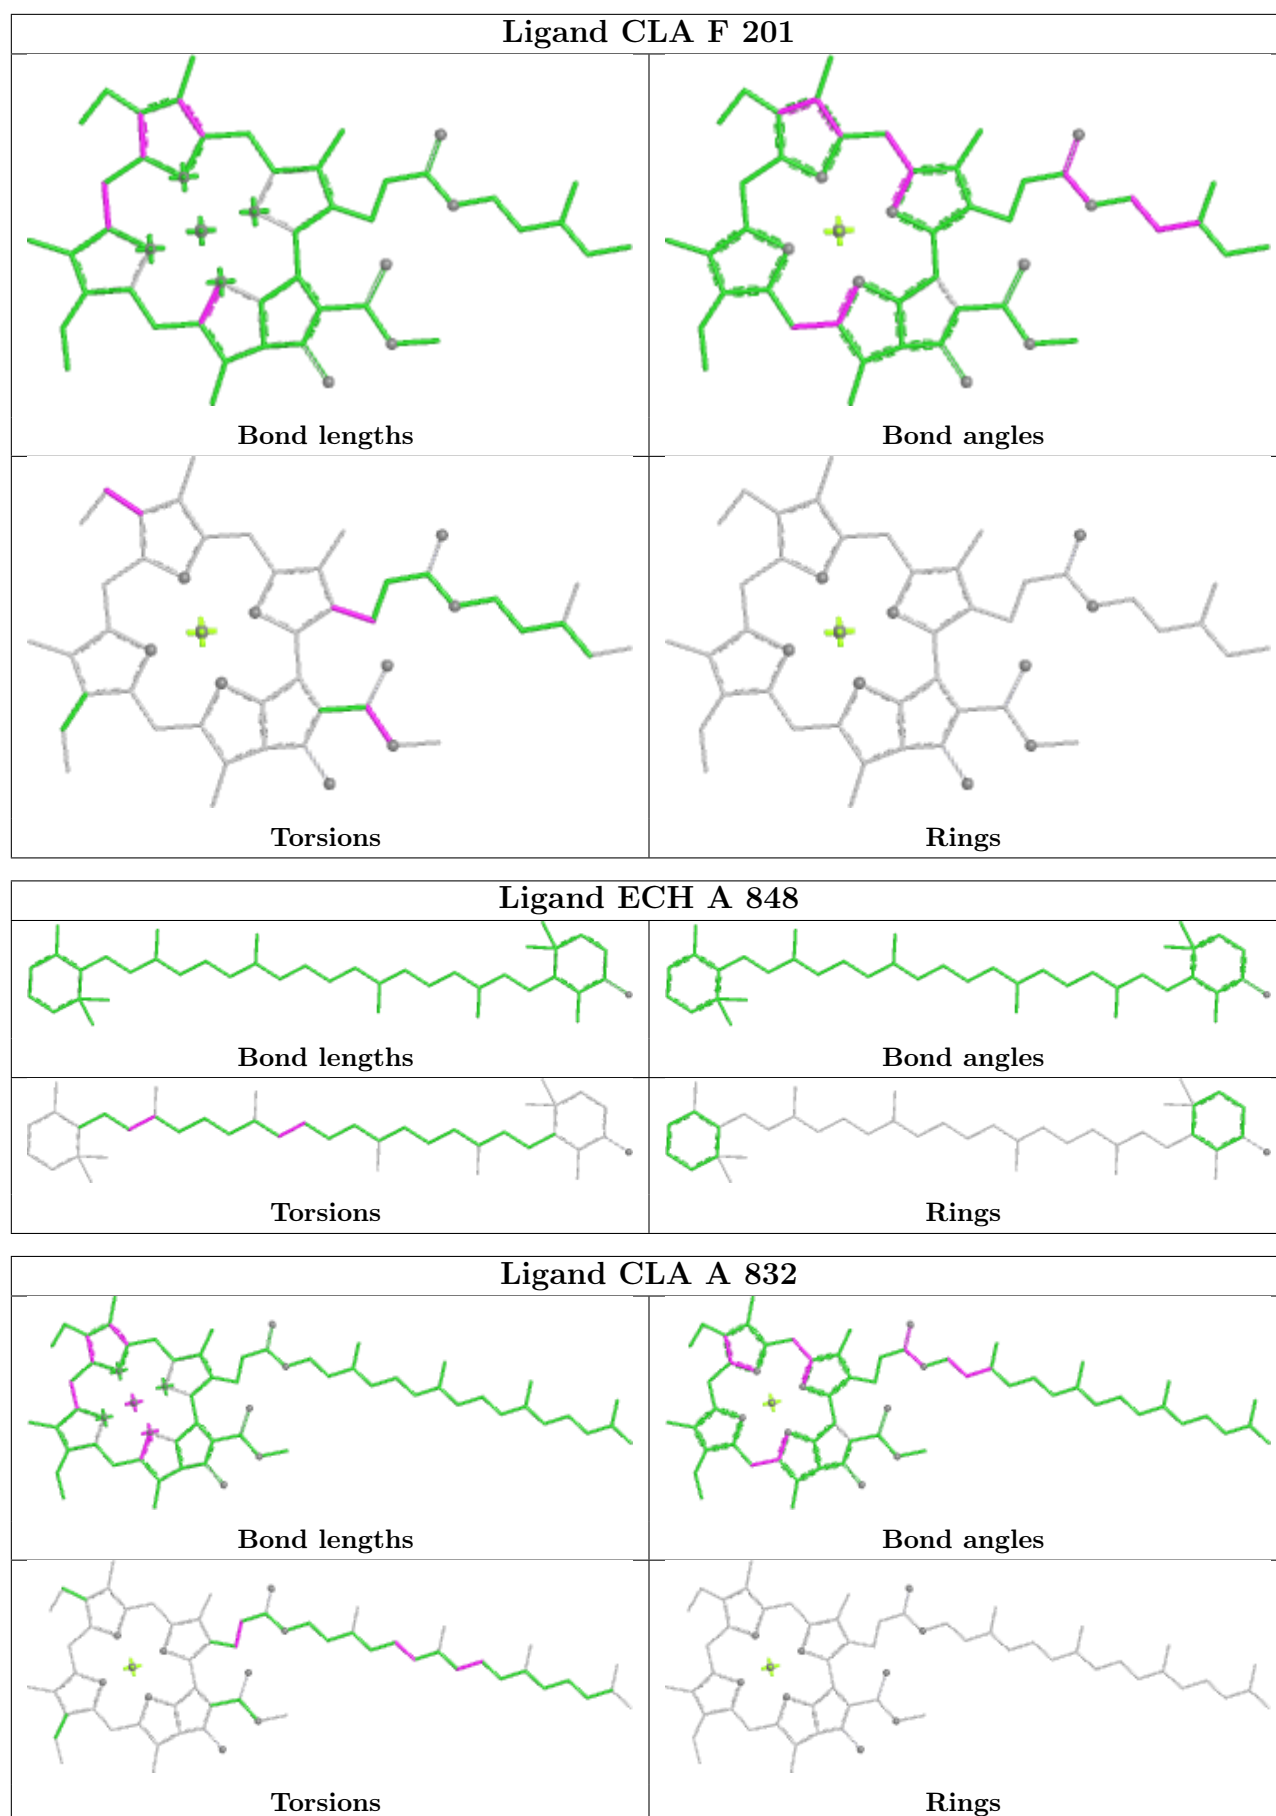 Ligand CLA F 201
Bond lengths
Bond angles
Torsions
Rings
Ligand ECH A 848
Bond lengths
Bond angles
Torsions
Rings
Ligand CLA A 832
Bond lengths
Bond angles
Torsions
Rings